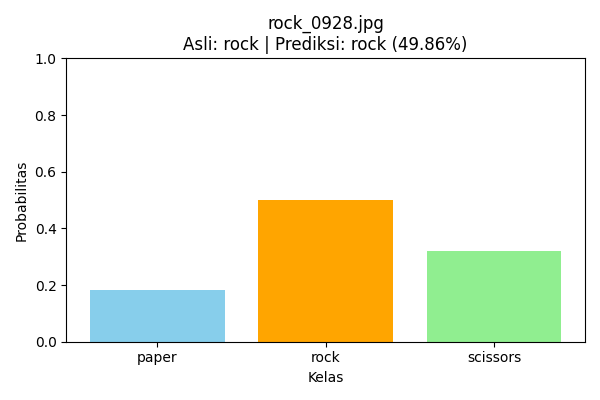 rock_0928.jpg
Asli: rock | Prediksi: rock (49.86%)
1.0
0.8
0.6
0.4
0.2
0.0
Probabilitas
paper rock scissors
Kelas